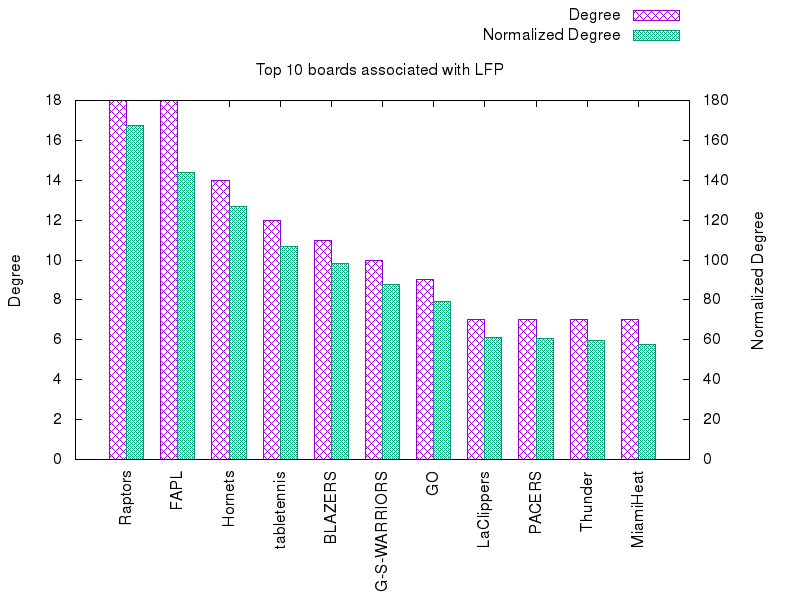 Degree
Normalized Degree
Top 10 boards associated with LFP
18 180
16 160
14 140
12 120
10 100
8 80
6 60
4 40
2 20
0 0
Degree
Normalized Degree
Raptors
FAPL
Hornets
tabletennis
BLAZERS
G-S-WARRIORS
GO
LaClippers
PACERS
Thunder
MiamiHeat